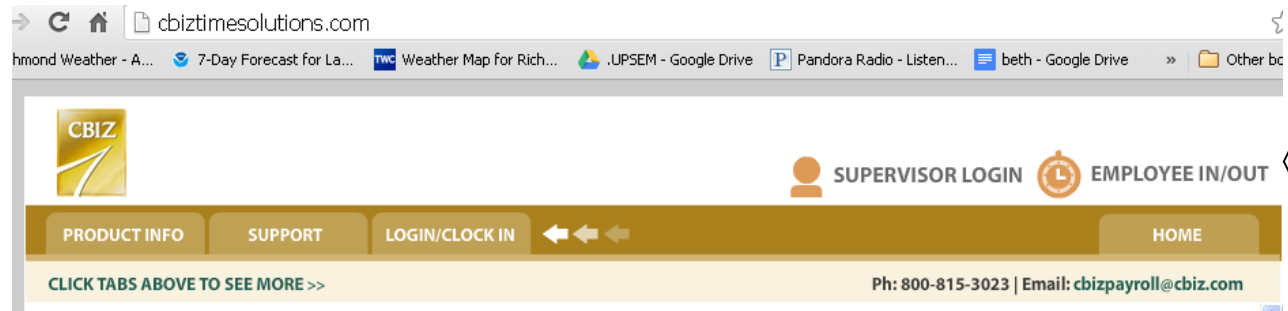 cbiztimesolutions.com
hmond Weather - A... 7-Day Forecast for La... TWC Weather Map for Rich... .UPSEM - Google Drive P Pandora Radio - Listen... beth - Google Drive » Other bo
CBIZ
SUPERVISOR LOGIN EMPLOYEE IN/OUT
PRODUCT INFO SUPPORT LOGIN/CLOCK IN HOME
CLICK TABS ABOVE TO SEE MORE >> Ph: 800-815-3023 | Email: cbizpayroll@cbiz.com